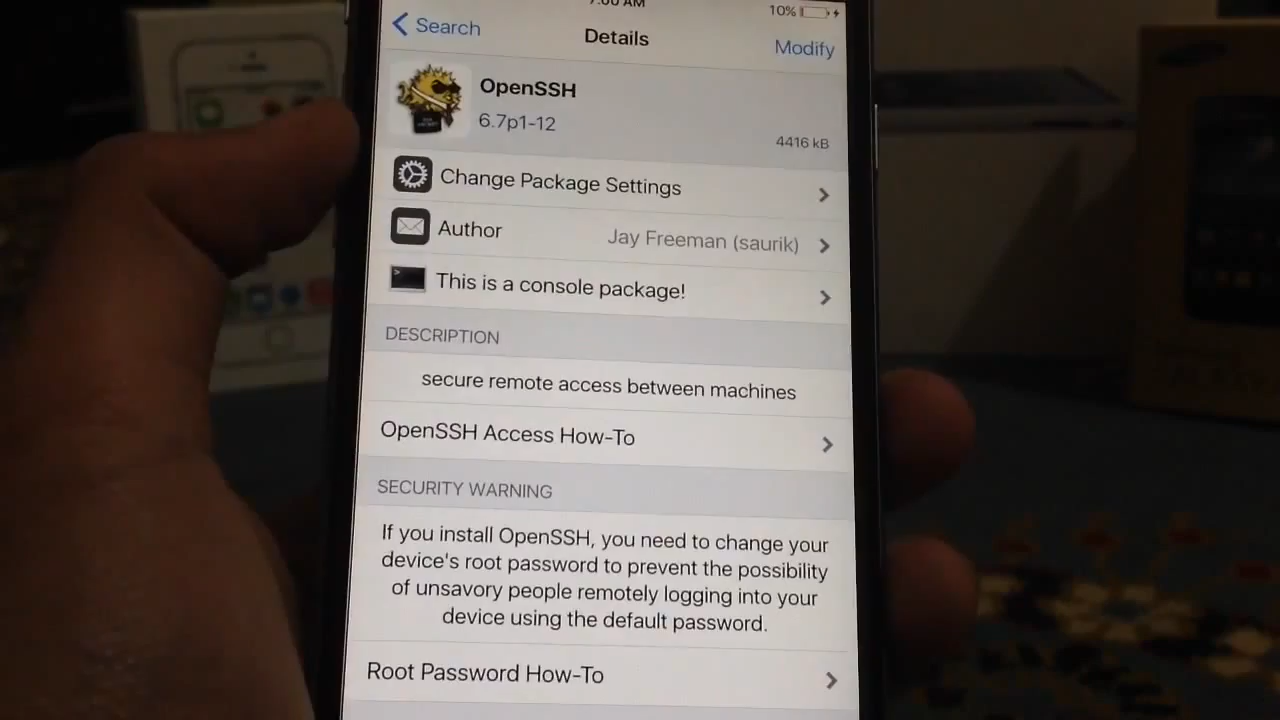 7:00 AM
10%
Search
Details
Modify
OpenSSH
6.7p1-12
4416 kB
Change Package Settings
Author
Jay Freeman (saurik)
This is a console package!
DESCRIPTION
secure remote access between machines
OpenSSH Access How-To
SECURITY WARNING
If you install OpenSSH, you need to change your
device's root password to prevent the possibility
of unsavory people remotely logging into your
device using the default password.
Root Password How-To